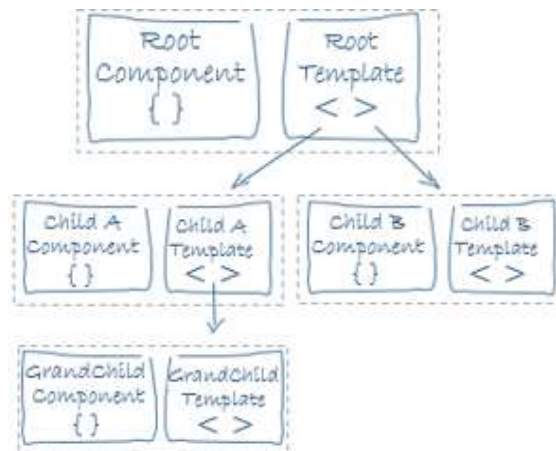 Root
Component
{ }
Root
Template
< >
Child A
Component
{ }
Child A
Template
< >
Child B
Component
{ }
Child B
Template
< >
GrandChild
Component
{ }
GrandChild
Template
< >